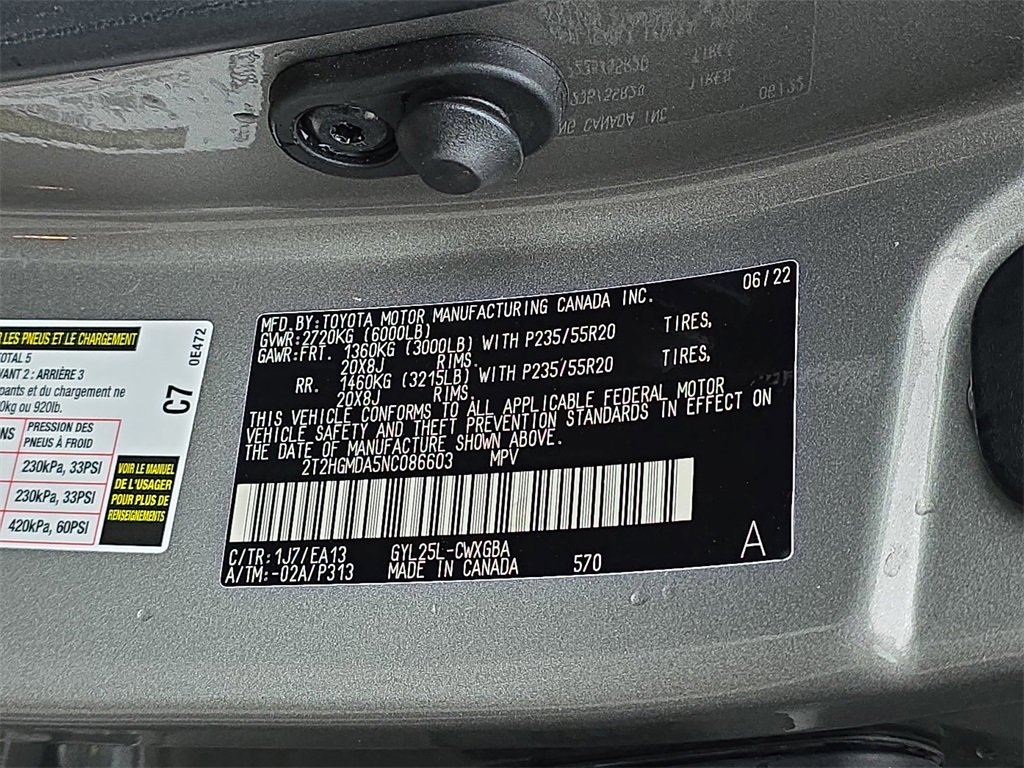 06/22
MFD.BY:TOYOTA MOTOR MANUFACTURING CANADA INC.
GVWR:2720KG (6000LB)
GAWR:FRT. 1360KG (3000LB) WITH P235/55R20 TIRES,
20X8J RIMS.
RR. 1460KG (3215LB) WITH P235/55R20 TIRES,
20X8J RIMS.
THIS VEHICLE CONFORMS TO ALL APPLICABLE FEDERAL MOTOR
VEHICLE SAFETY AND THEFT PREVENTION STANDARDS IN EFFECT ON
THE DATE OF MANUFACTURE SHOWN ABOVE.
2T2HGMDA5NC086603 MPV
C/TR:1J7/EA13 GYL25L-CWXGBA
A/TM:-02A/P313 MADE IN CANADA 570
A
LES PNEUS ET LE CHARGEMENT
0E472
TOTAL 5
AVANT 2 : ARRIÈRE 3
pants et du chargement ne
0kg ou 920lb.
C7
PRESSION DES
PNEUS À FROID
230kPa, 33PSI
230kPa, 33PSI
420kPa, 60PSI
VOIR LE MANUEL
DE L'USAGER
POUR PLUS DE
RENSEIGNEMENTS